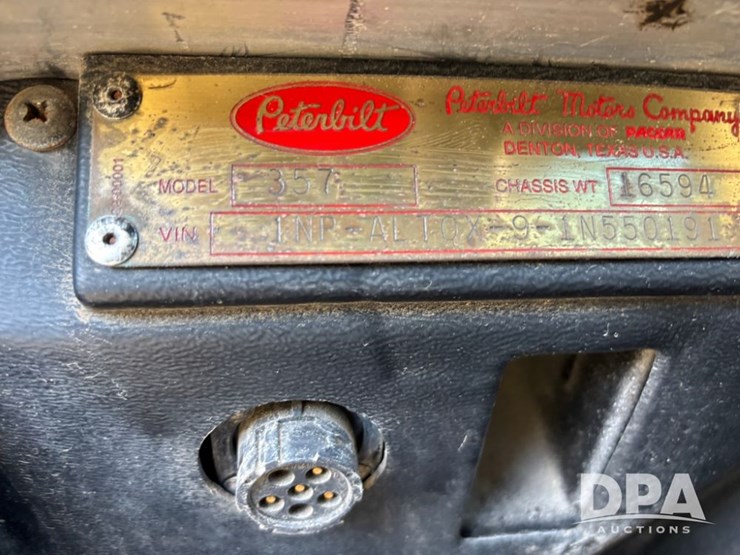 Peterbilt
Peterbilt Motors Company
A DIVISION OF PACCAR
DENTON, TEXAS U.S.A.
MODEL 357 CHASSIS WT 16594
VIN 1NP-ALTOX-9-1N550191
DPA
AUCTIONS